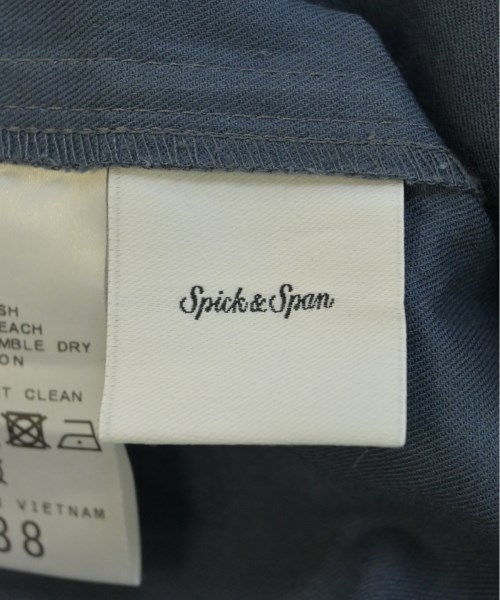 Spick & Span
SH
EACH
MBLE DRY
ON
T CLEAN
VIETNAM
38